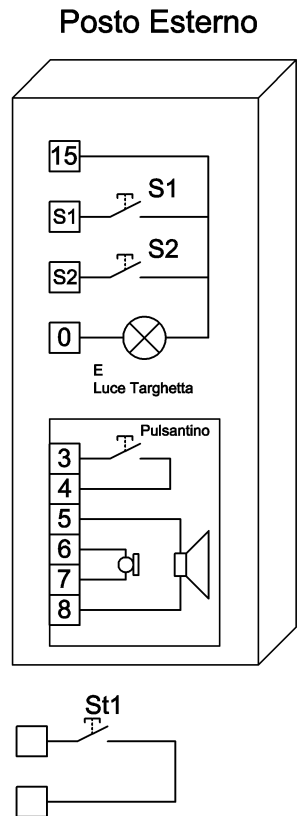 Posto Esterno
15
S1
S1
S2
S2
0
E
Luce Targhetta
Pulsantino
3
4
5
6
7
8
St1